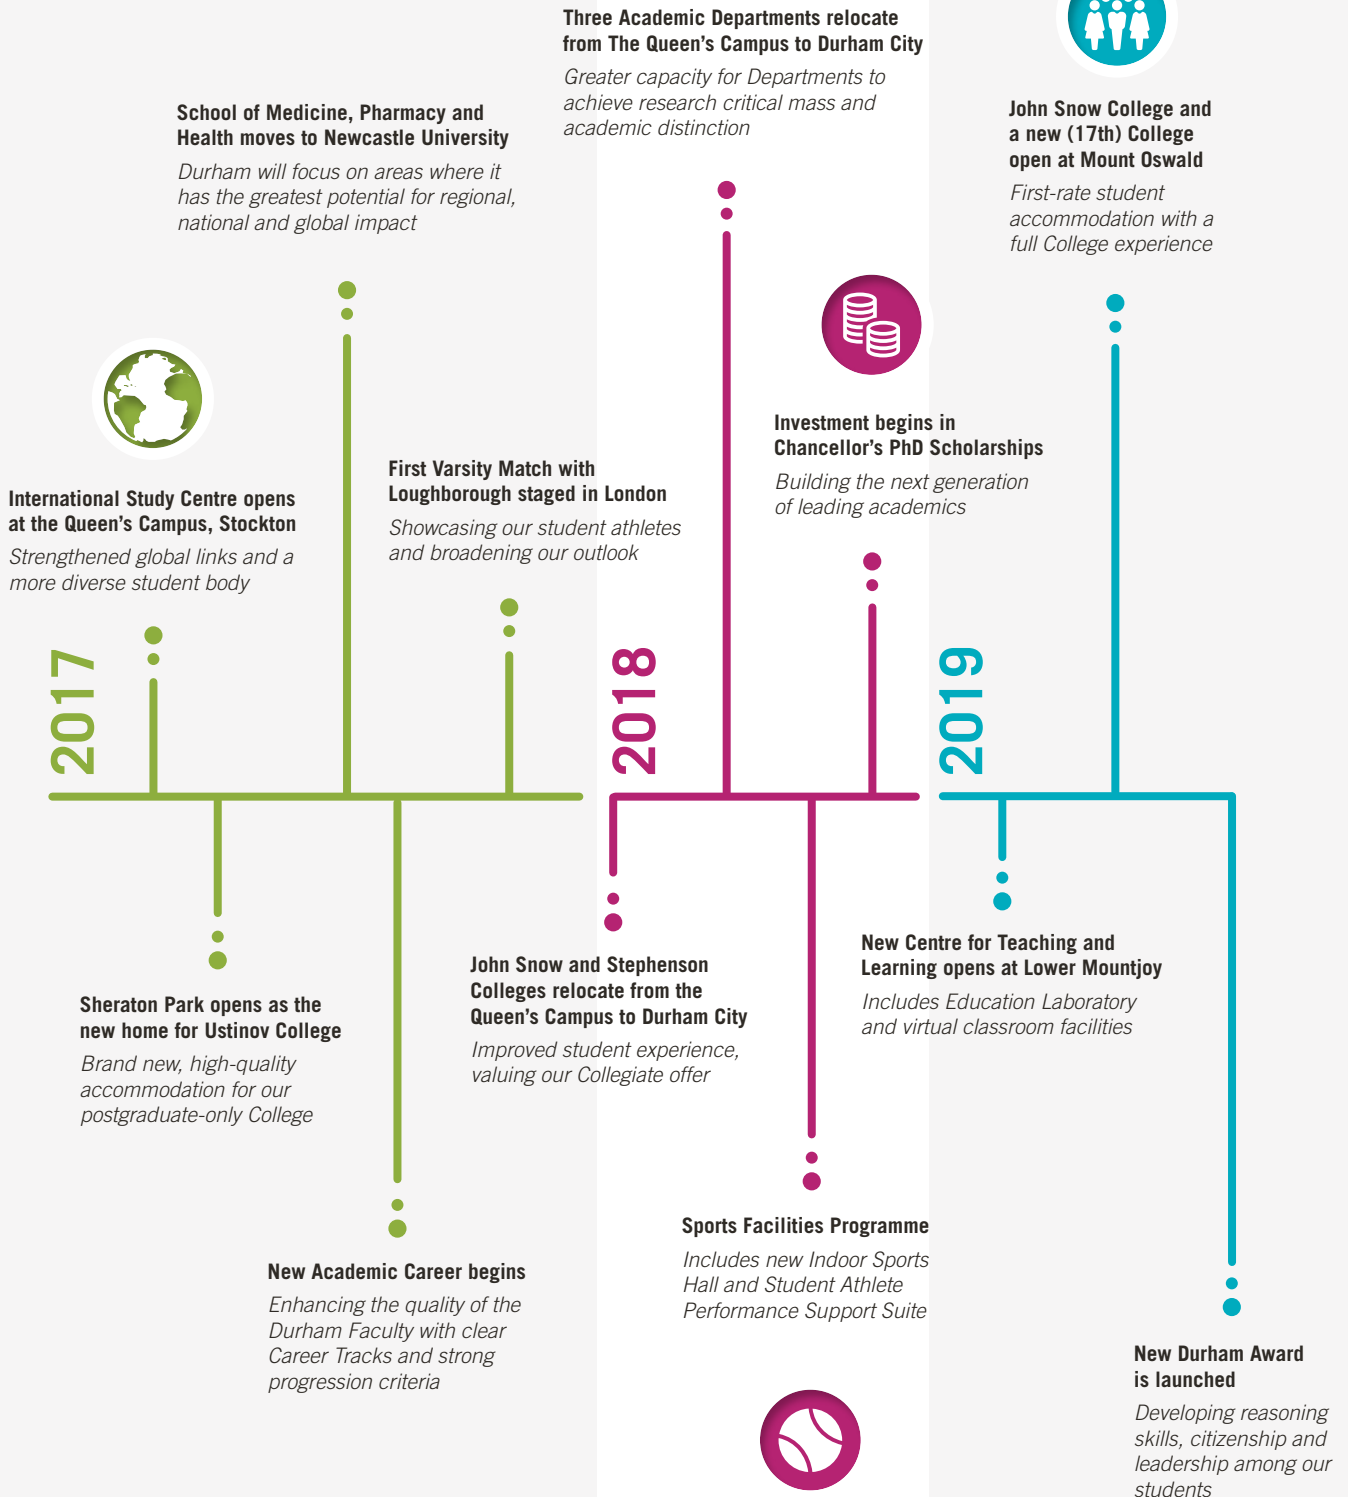 Three Academic Departments relocate
from The Queen's Campus to Durham City
Greater capacity for Departments to
achieve research critical mass and
academic distinction
School of Medicine, Pharmacy and
Health moves to Newcastle University
Durham will focus on areas where it
has the greatest potential for regional,
national and global impact
John Snow College and
a new (17th) College
open at Mount Oswald
First-rate student
accommodation with a
full College experience
Investment begins in
Chancellor's PhD Scholarships
Building the next generation
of leading academics
First Varsity Match with
Loughborough staged in London
Showcasing our student athletes
and broadening our outlook
International Study Centre opens
at the Queen's Campus, Stockton
Strengthened global links and a
more diverse student body
2017
2018
2019
Sheraton Park opens as the
new home for Ustinov College
Brand new, high-quality
accommodation for our
postgraduate-only College
John Snow and Stephenson
Colleges relocate from the
Queen's Campus to Durham City
Improved student experience,
valuing our Collegiate offer
New Centre for Teaching and
Learning opens at Lower Mountjoy
Includes Education Laboratory
and virtual classroom facilities
New Academic Career begins
Enhancing the quality of the
Durham Faculty with clear
Career Tracks and strong
progression criteria
Sports Facilities Programme
Includes new Indoor Sports
Hall and Student Athlete
Performance Support Suite
New Durham Award
is launched
Developing reasoning
skills, citizenship and
leadership among our
students